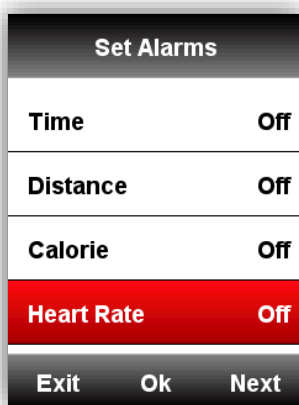 Set Alarms
Time Off
Distance Off
Calorie Off
Heart Rate Off
Exit Ok Next